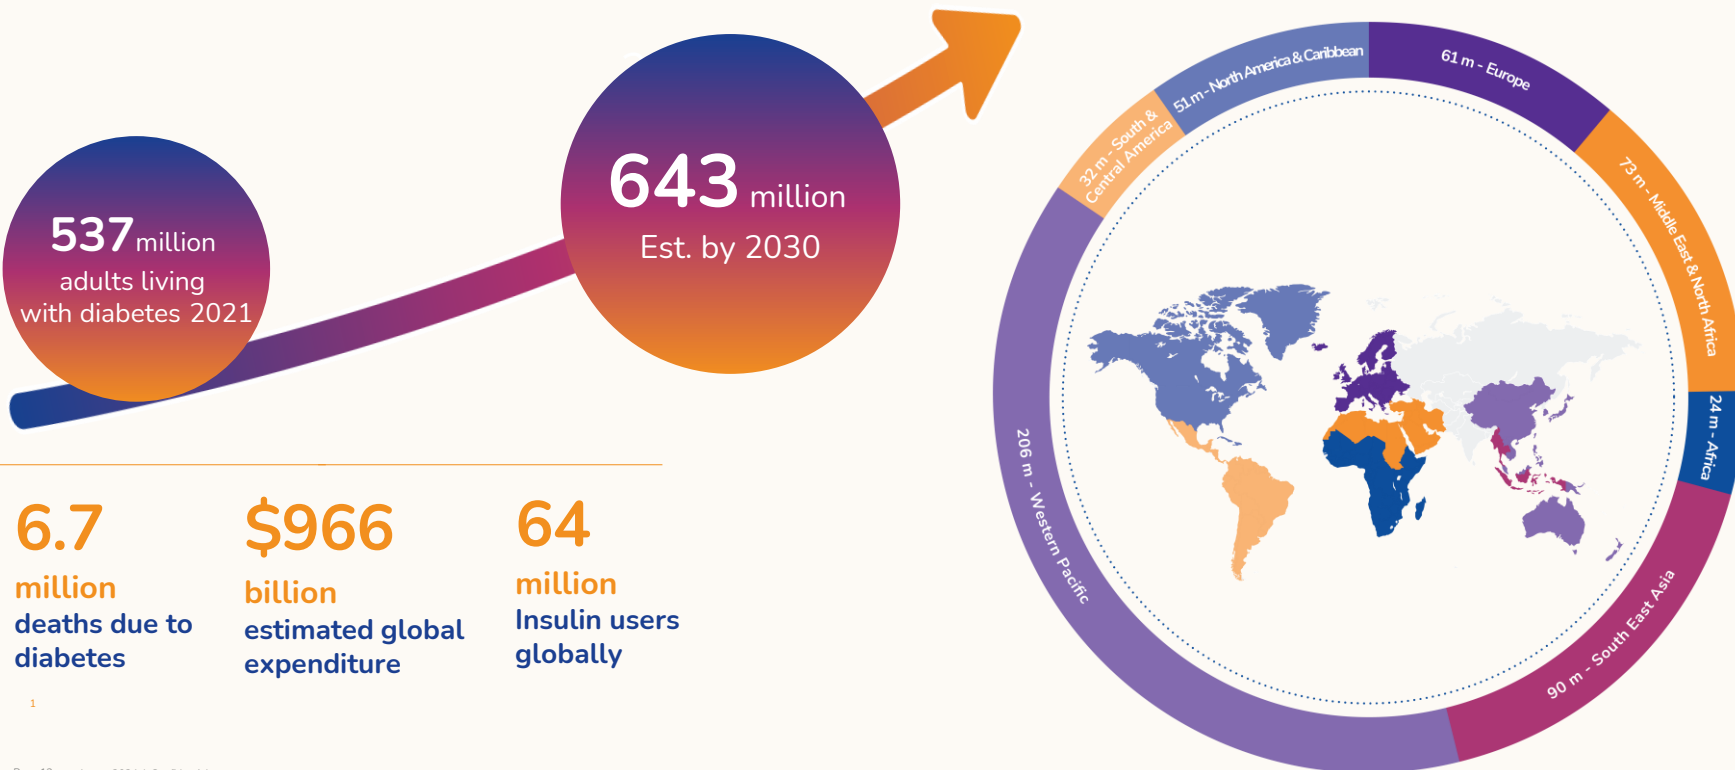 537 million
adults living
with diabetes 2021
643 million
Est. by 2030
6.7
million
deaths due to
diabetes
$966
billion
estimated global
expenditure
64
million
Insulin users
globally
1
51 m - North America & Caribbean
61 m - Europe
73 m - Middle East & North Africa
24 m - Africa
90 m - South East Asia
206 m - Western Pacific
32 m - South &
Central America